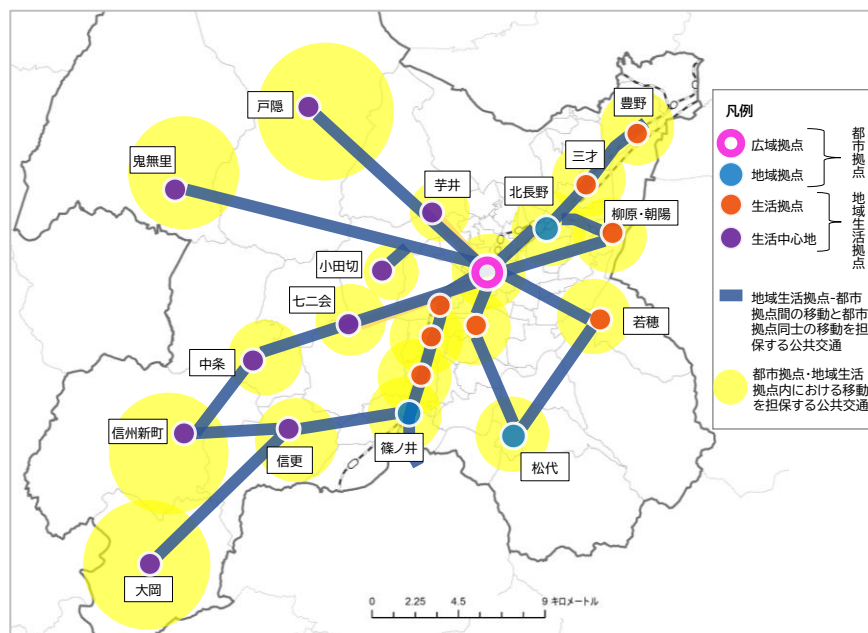 戸隠
鬼無里
芋井
小田切
七二会
中条
信州新町
信更
大岡
篠ノ井
松代
若穂
柳原・朝陽
北長野
三才
豊野
0 2.25 4.5 9 キロメートル
凡例
広域拠点
地域拠点
都市拠点
生活拠点
生活中心地
地域生活拠点
地域生活拠点-都市
拠点間の移動と都市
拠点同士の移動を担
保する公共交通
都市拠点・地域生活
拠点内における移動
を担保する公共交通